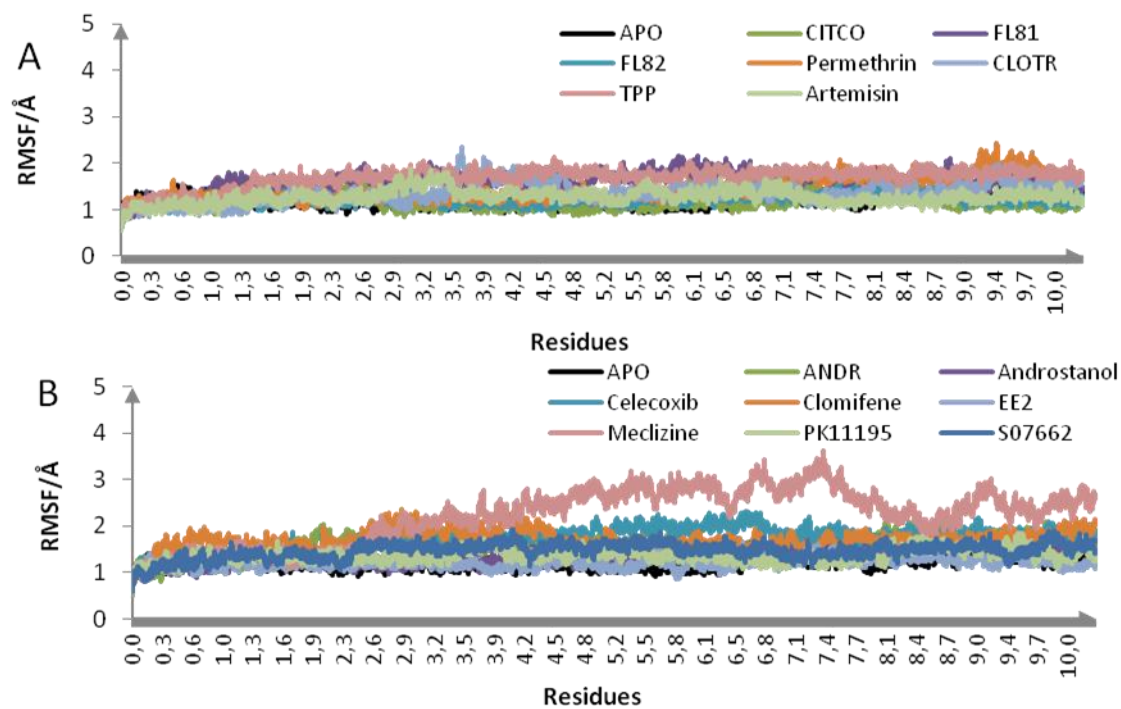 A
RMSF/Å
5
4
3
2
1
0
APO CITCO FL81
FL82 Permethrin CLOTR
TPP Artemisin
0,0 0,3 0,6 1,0 1,3 1,6 1,9 2,3 2,6 2,9 3,2 3,5 3,9 4,2 4,5 4,8 5,2 5,5 5,8 6,1 6,4 6,8 7,1 7,4 7,7 8,1 8,4 8,7 9,0 9,4 9,7 10,0
Residues
B
RMSF/Å
5
4
3
2
1
0
APO ANDR Androstanol
Celecoxib Clomifene EE2
Meclizine PK11195 S07662
0,0 0,3 0,6 1,0 1,3 1,6 1,9 2,3 2,6 2,9 3,2 3,5 3,9 4,2 4,5 4,8 5,2 5,5 5,8 6,1 6,5 6,8 7,1 7,4 7,7 8,1 8,4 8,7 9,0 9,4 9,7 10,0
Residues